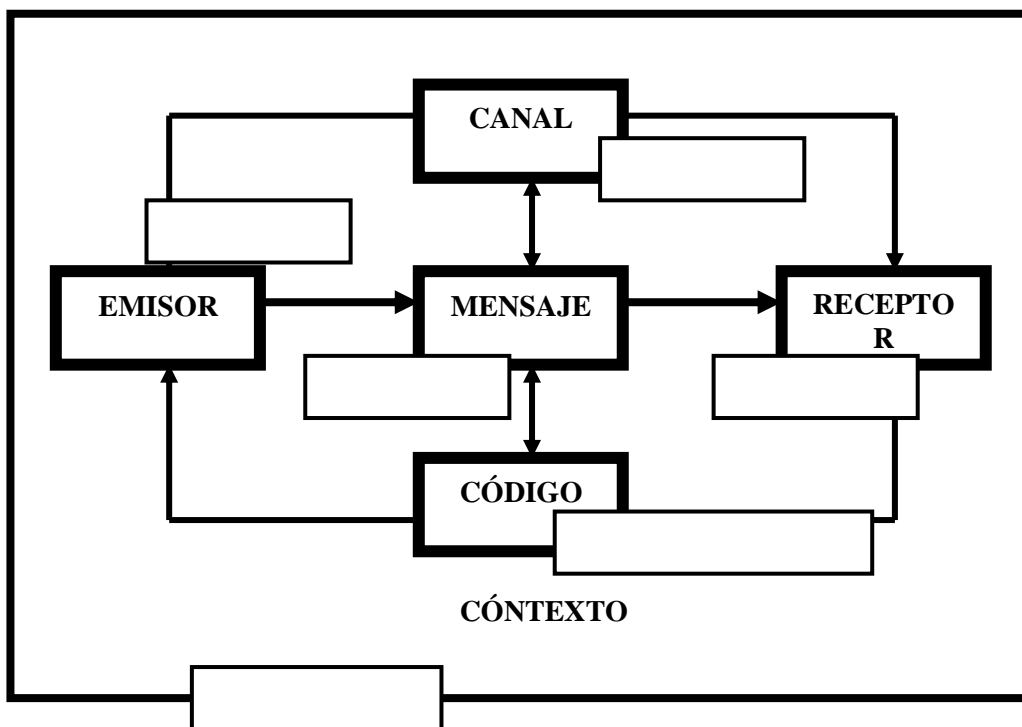 CANAL
EMISOR
MENSAJE
RECEPTO
R
CÓDIGO
CÓNTEXTO